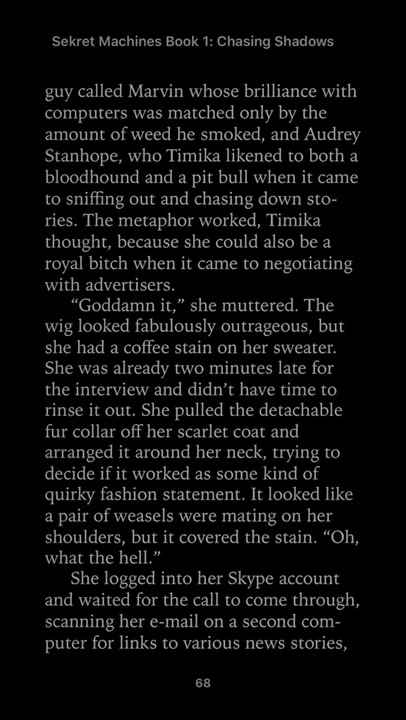 Sekret Machines Book 1: Chasing Shadows
guy called Marvin whose brilliance with
computers was matched only by the
amount of weed he smoked, and Audrey
Stanhope, who Timika likened to both a
bloodhound and a pit bull when it came
to sniffing out and chasing down sto-
ries. The metaphor worked, Timika
thought, because she could also be a
royal bitch when it came to negotiating
with advertisers.
“Goddamn it,” she muttered. The
wig looked fabulously outrageous, but
she had a coffee stain on her sweater.
She was already two minutes late for
the interview and didn’t have time to
rinse it out. She pulled the detachable
fur collar off her scarlet coat and
arranged it around her neck, trying to
decide if it worked as some kind of
quirky fashion statement. It looked like
a pair of weasels were mating on her
shoulders, but it covered the stain. “Oh,
what the hell.”
She logged into her Skype account
and waited for the call to come through,
scanning her e-mail on a second com-
puter for links to various news stories,
68